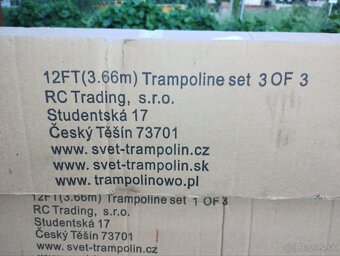 12FT(3.66m) Trampoline set 3 OF 3
RC Trading, s.r.o.
Studentská 17
Český Těšín 73701
www. svet-trampolin.cz
www. svet-trampolin.sk
www. trampolinowo.pl
12FT(3.66m) Trampoline set 1 OF 3
RC Trading, s.r.o.
Studentská 17
Český Těšín 73701
www. svet-trampolin.cz